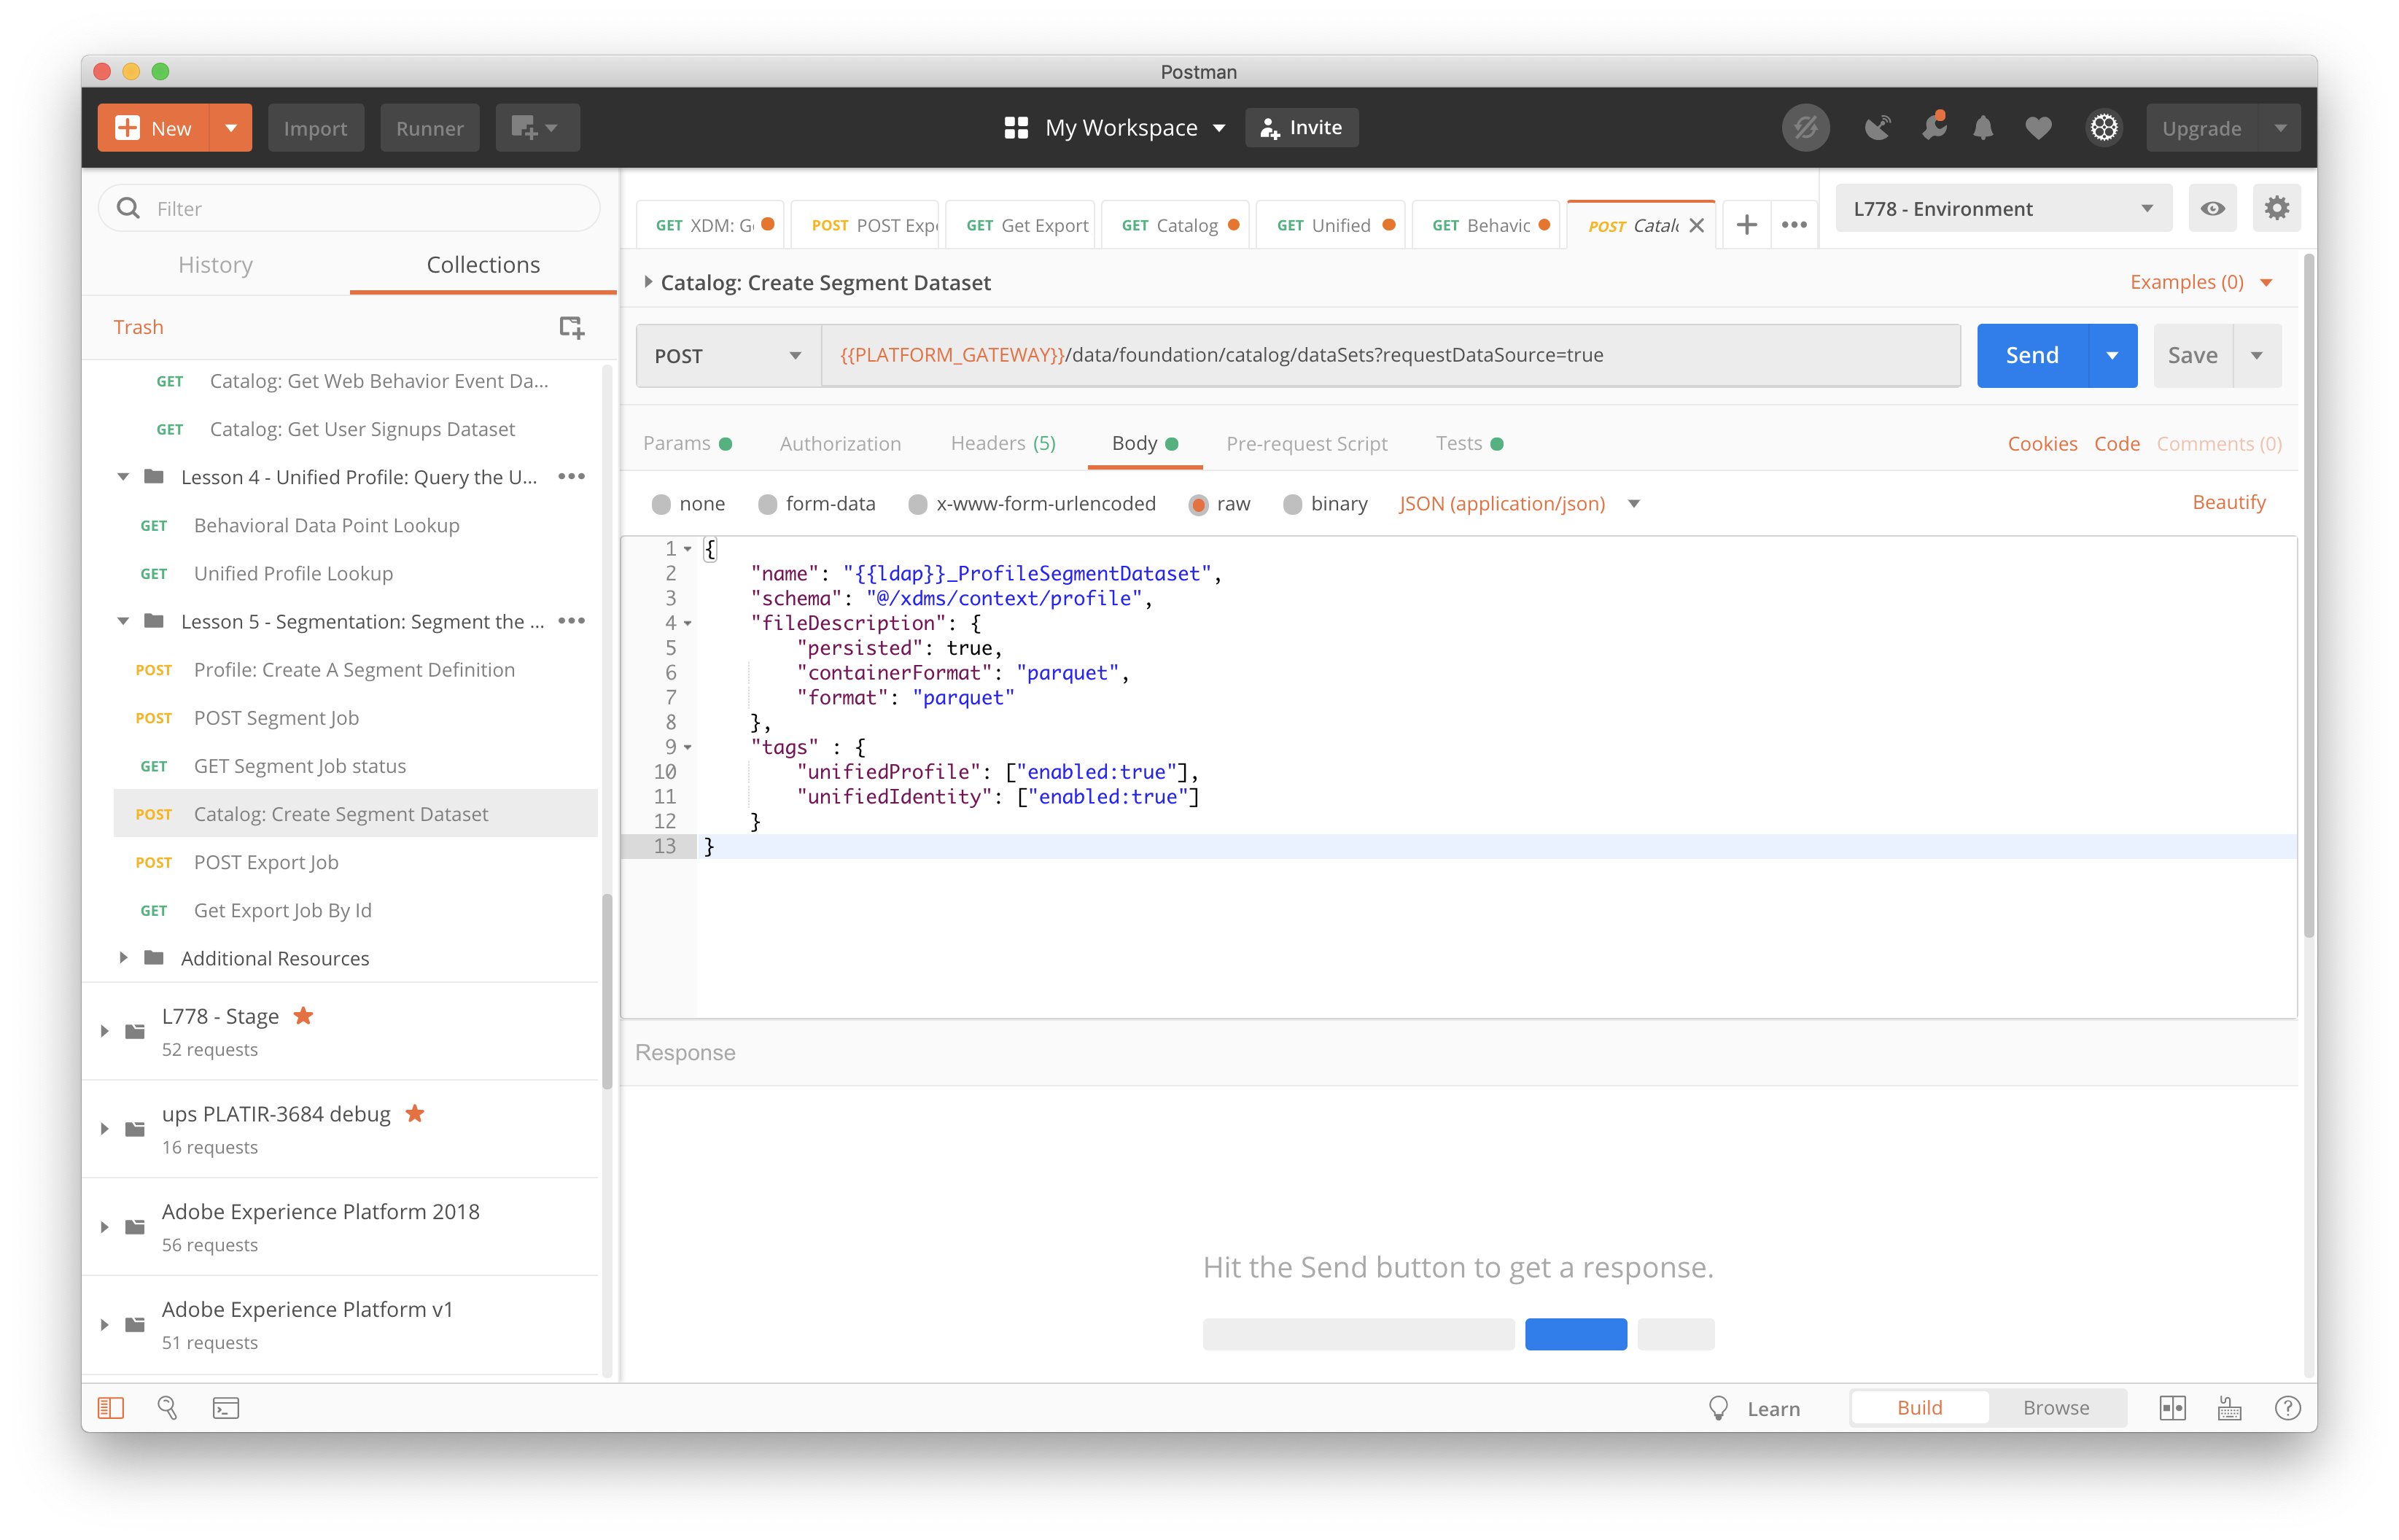 Postman
New
Import
Runner
My Workspace
Invite
Upgrade
Filter
History
Collections
Trash
GET Catalog: Get Web Behavior Event Da...
GET Catalog: Get User Signups Dataset
Lesson 4 - Unified Profile: Query the U...
GET Behavioral Data Point Lookup
GET Unified Profile Lookup
Lesson 5 - Segmentation: Segment the ...
POST Profile: Create A Segment Definition
POST POST Segment Job
GET GET Segment Job status
POST Catalog: Create Segment Dataset
POST POST Export Job
GET Get Export Job By Id
Additional Resources
L778 - Stage
52 requests
ups PLATIR-3684 debug
16 requests
Adobe Experience Platform 2018
56 requests
Adobe Experience Platform v1
51 requests
GET XDM: G
POST POST Exp
GET Get Export
GET Catalog
GET Unified
GET Behavic
POST Catal
L778 - Environment
Catalog: Create Segment Dataset
Examples (0)
POST
{{PLATFORM_GATEWAY}}/data/foundation/catalog/dataSets?requestDataSource=true
Send
Save
Params
Authorization
Headers (5)
Body
Pre-request Script
Tests
Cookies
Code
Comments (0)
none
form-data
x-www-form-urlencoded
raw
binary
JSON (application/json)
Beautify
1 {
2 "name": "{{ldap}}_ProfileSegmentDataset",
3 "schema": "@/xdms/context/profile",
4 "fileDescription": {
5 "persisted": true,
6 "containerFormat": "parquet",
7 "format": "parquet"
8 },
9 "tags" : {
10 "unifiedProfile": ["enabled:true"],
11 "unifiedIdentity": ["enabled:true"]
12 }
13 }
Response
Hit the Send button to get a response.
Learn
Build
Browse